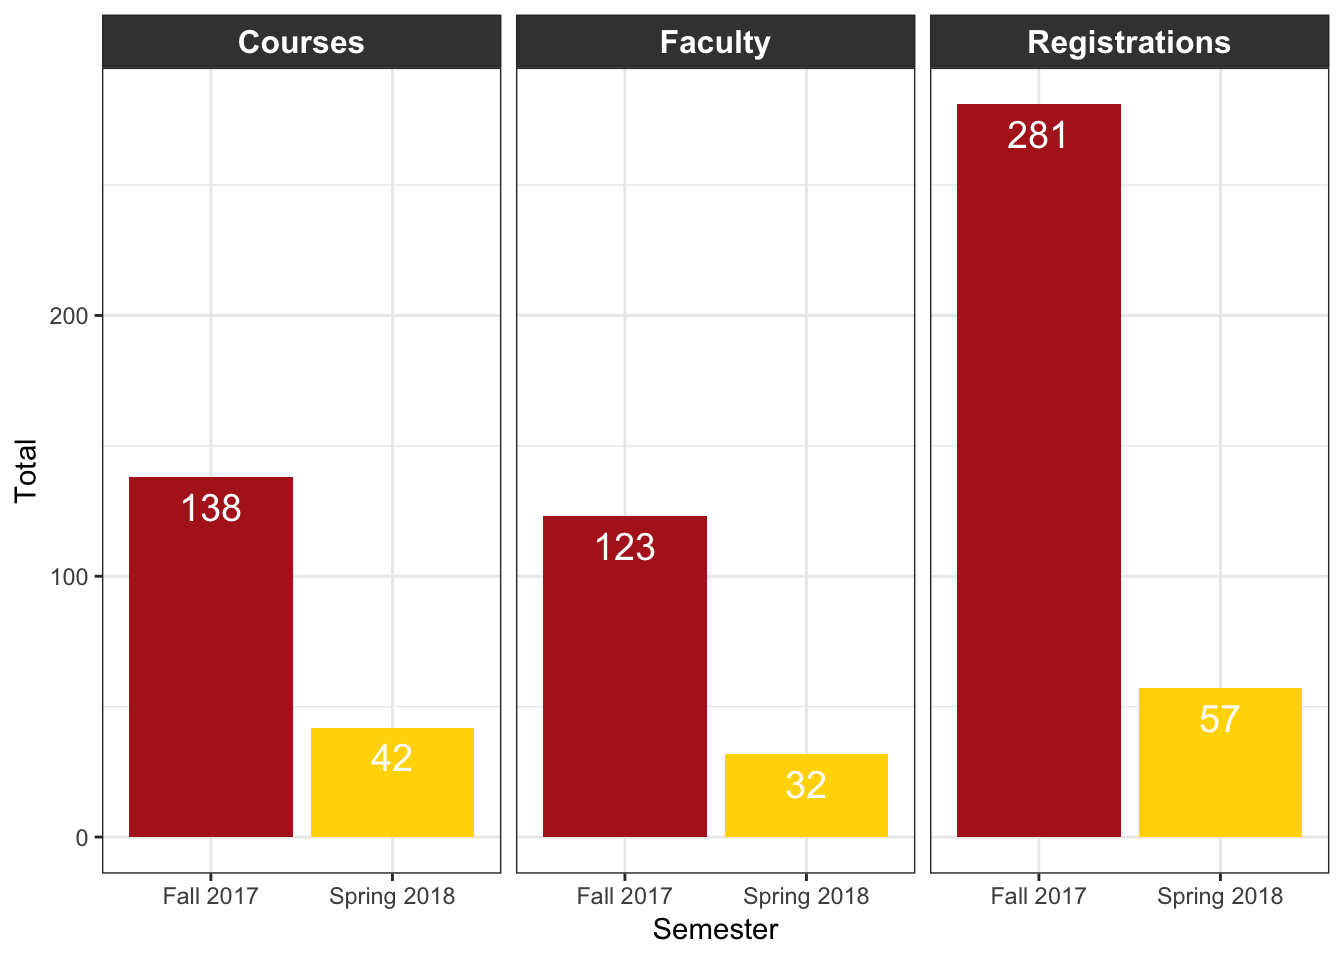 Courses
Faculty
Registrations
Total
200
100
0
138
42
123
32
281
57
Fall 2017
Spring 2018
Fall 2017
Spring 2018
Fall 2017
Spring 2018
Semester